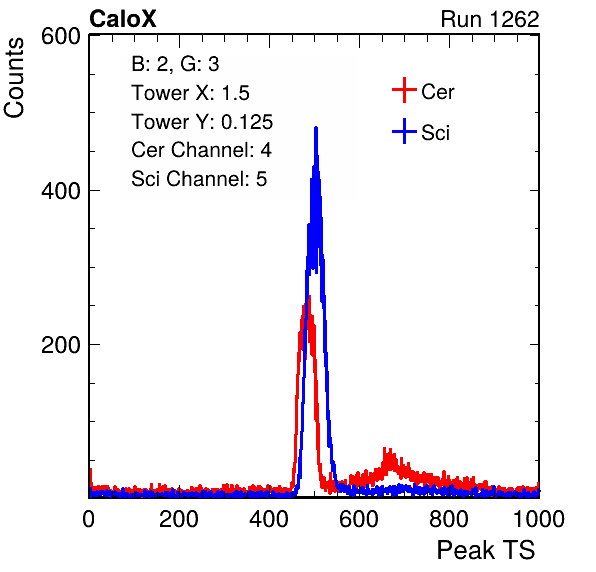 CaloX Run 1262
Counts
600
400
200
B: 2, G: 3
Tower X: 1.5
Tower Y: 0.125
Cer Channel: 4
Sci Channel: 5
Cer
Sci
0 200 400 600 800 1000
Peak TS